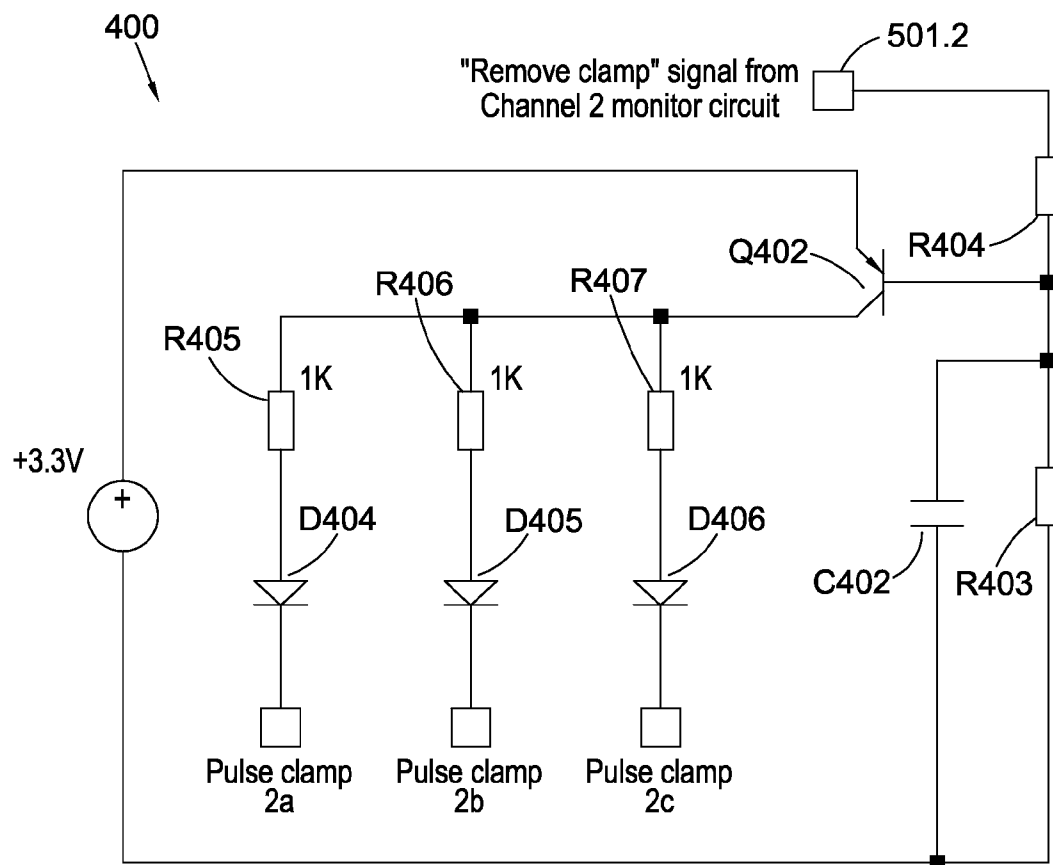 400
501.2
"Remove clamp" signal from
Channel 2 monitor circuit
R404
Q402
R407
R406
R405
1K
1K
1K
+3.3V
+
D404
D405
D406
C402
R403
Pulse clamp
2a
Pulse clamp
2b
Pulse clamp
2c